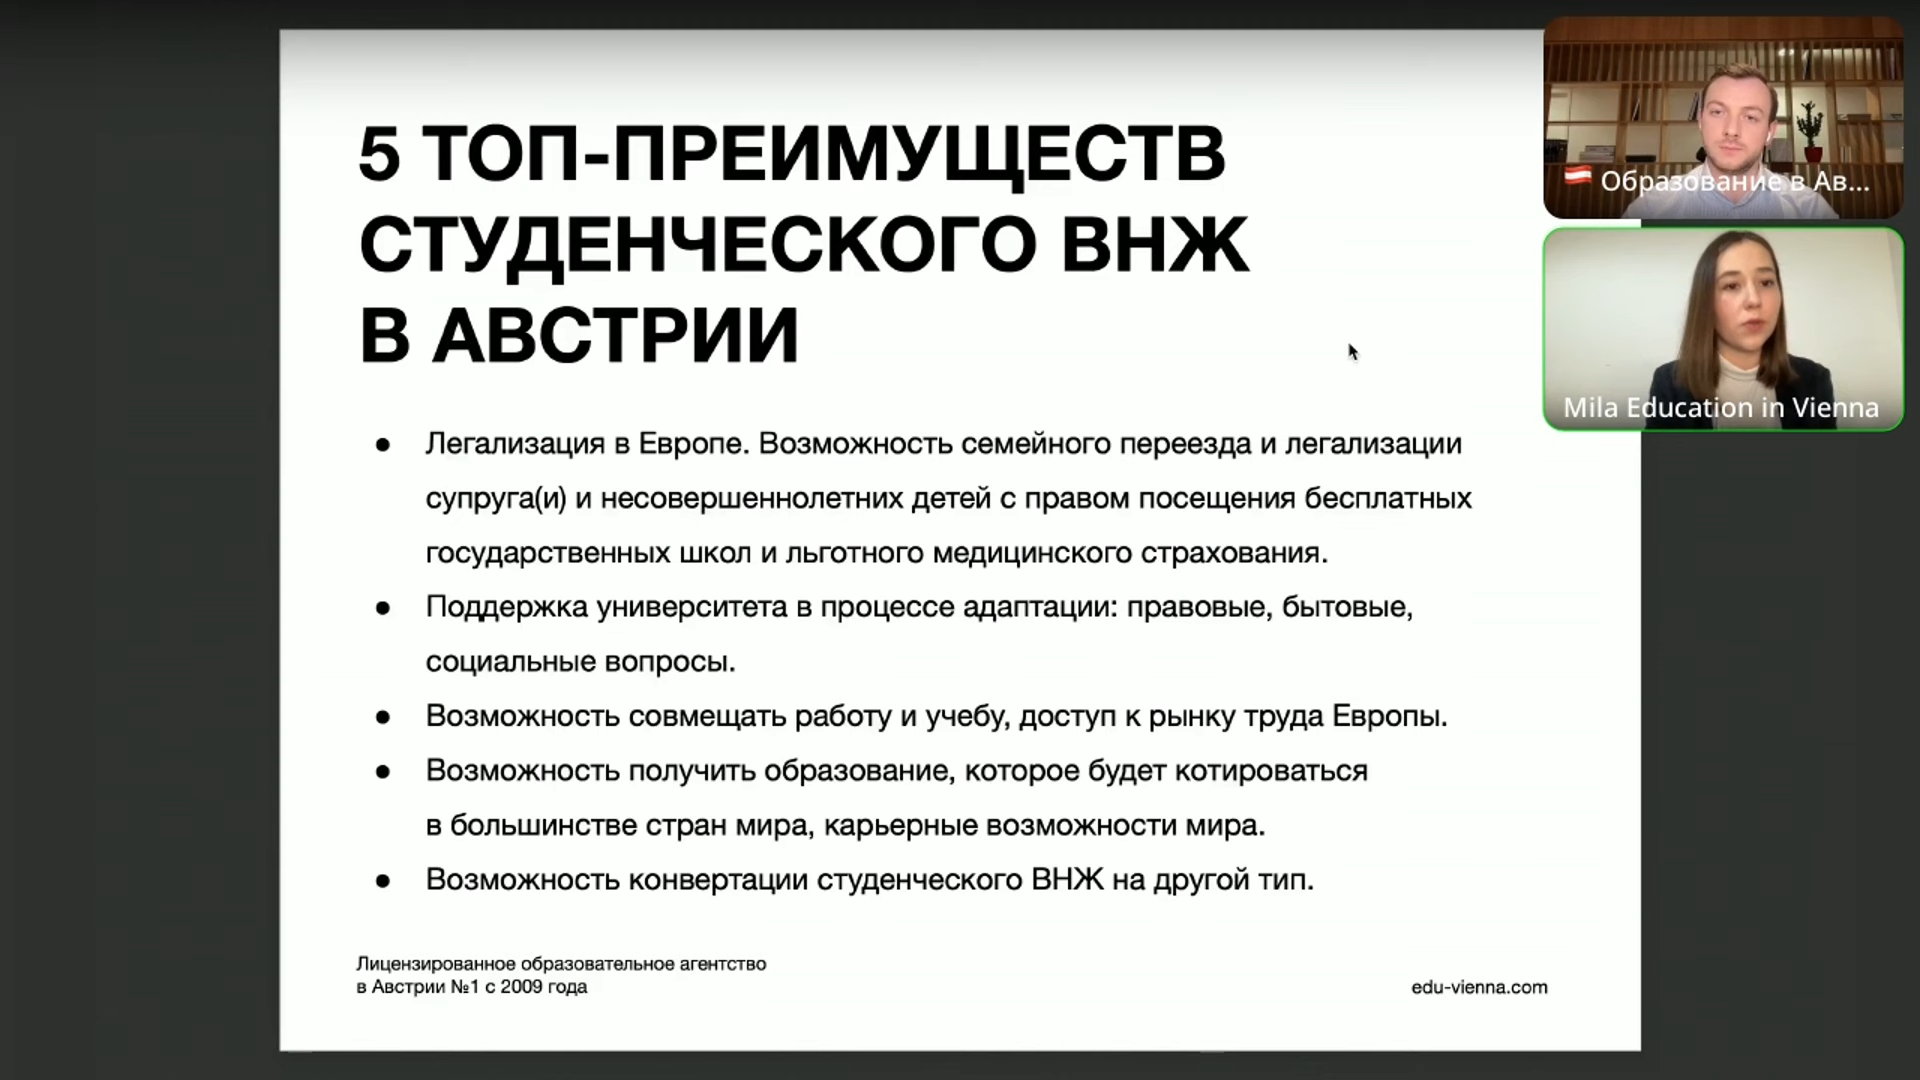 5 ТОП-ПРЕИМУЩЕСТВ
СТУДЕНЧЕСКОГО ВНЖ
В АВСТРИИ
● Легализация в Европе. Возможность семейного переезда и легализации
супруга(и) и несовершеннолетних детей с правом посещения бесплатных
государственных школ и льготного медицинского страхования.
● Поддержка университета в процессе адаптации: правовые, бытовые,
социальные вопросы.
● Возможность совмещать работу и учебу, доступ к рынку труда Европы.
● Возможность получить образование, которое будет котироваться
в большинстве стран мира, карьерные возможности мира.
● Возможность конвертации студенческого ВНЖ на другой тип.
Лицензированное образовательное агентство
в Австрии №1 с 2009 года
edu-vienna.com
Образование в Ав...
Mila Education in Vienna